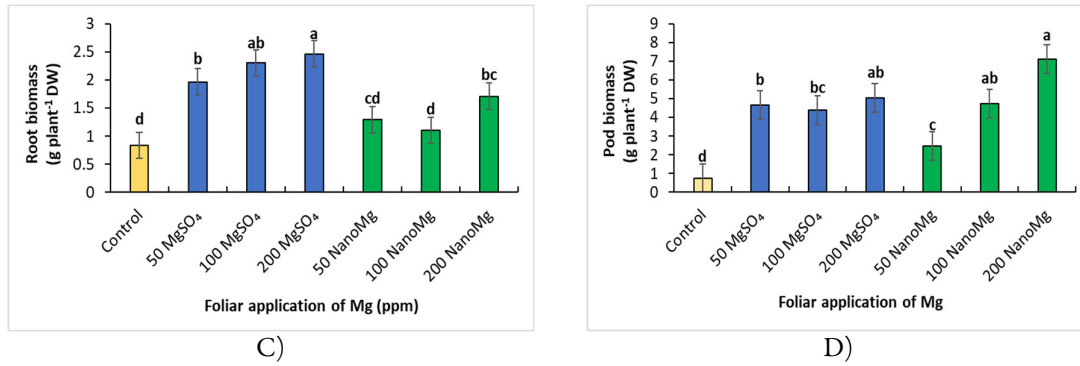 3
2.5
2
1.5
1
0.5
0
Root biomass
(g plant⁻¹ DW)
d
b
ab
a
cd
d
bc
Control
50 MgSO₄
100 MgSO₄
200 MgSO₄
50 NanoMg
100 NanoMg
200 NanoMg
Foliar application of Mg (ppm)
C)
9
8
7
6
5
4
3
2
1
0
Pod biomass
(g plant⁻¹ DW)
d
b
bc
ab
c
ab
a
Control
50 MgSO₄
100 MgSO₄
200 MgSO₄
50 NanoMg
100 NanoMg
200 NanoMg
Foliar application of Mg
D)